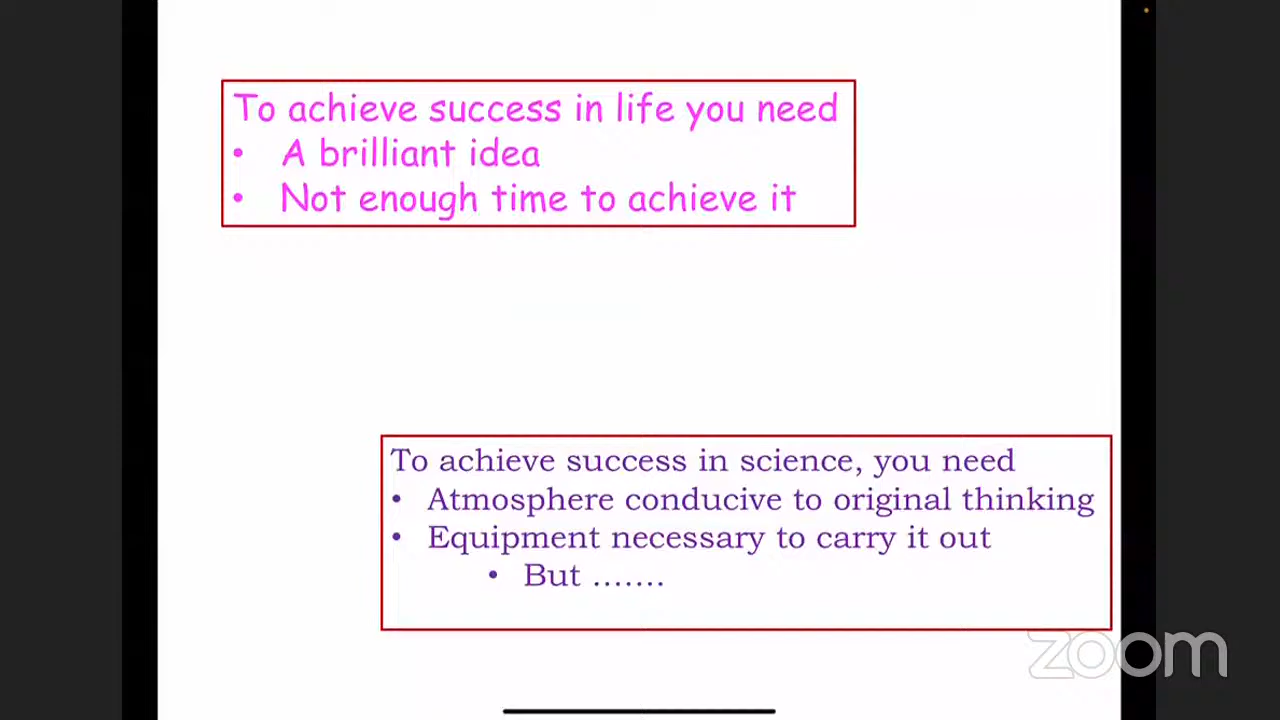 To achieve success in life you need
• A brilliant idea
• Not enough time to achieve it
To achieve success in science, you need
• Atmosphere conducive to original thinking
• Equipment necessary to carry it out
• But .......
zoom